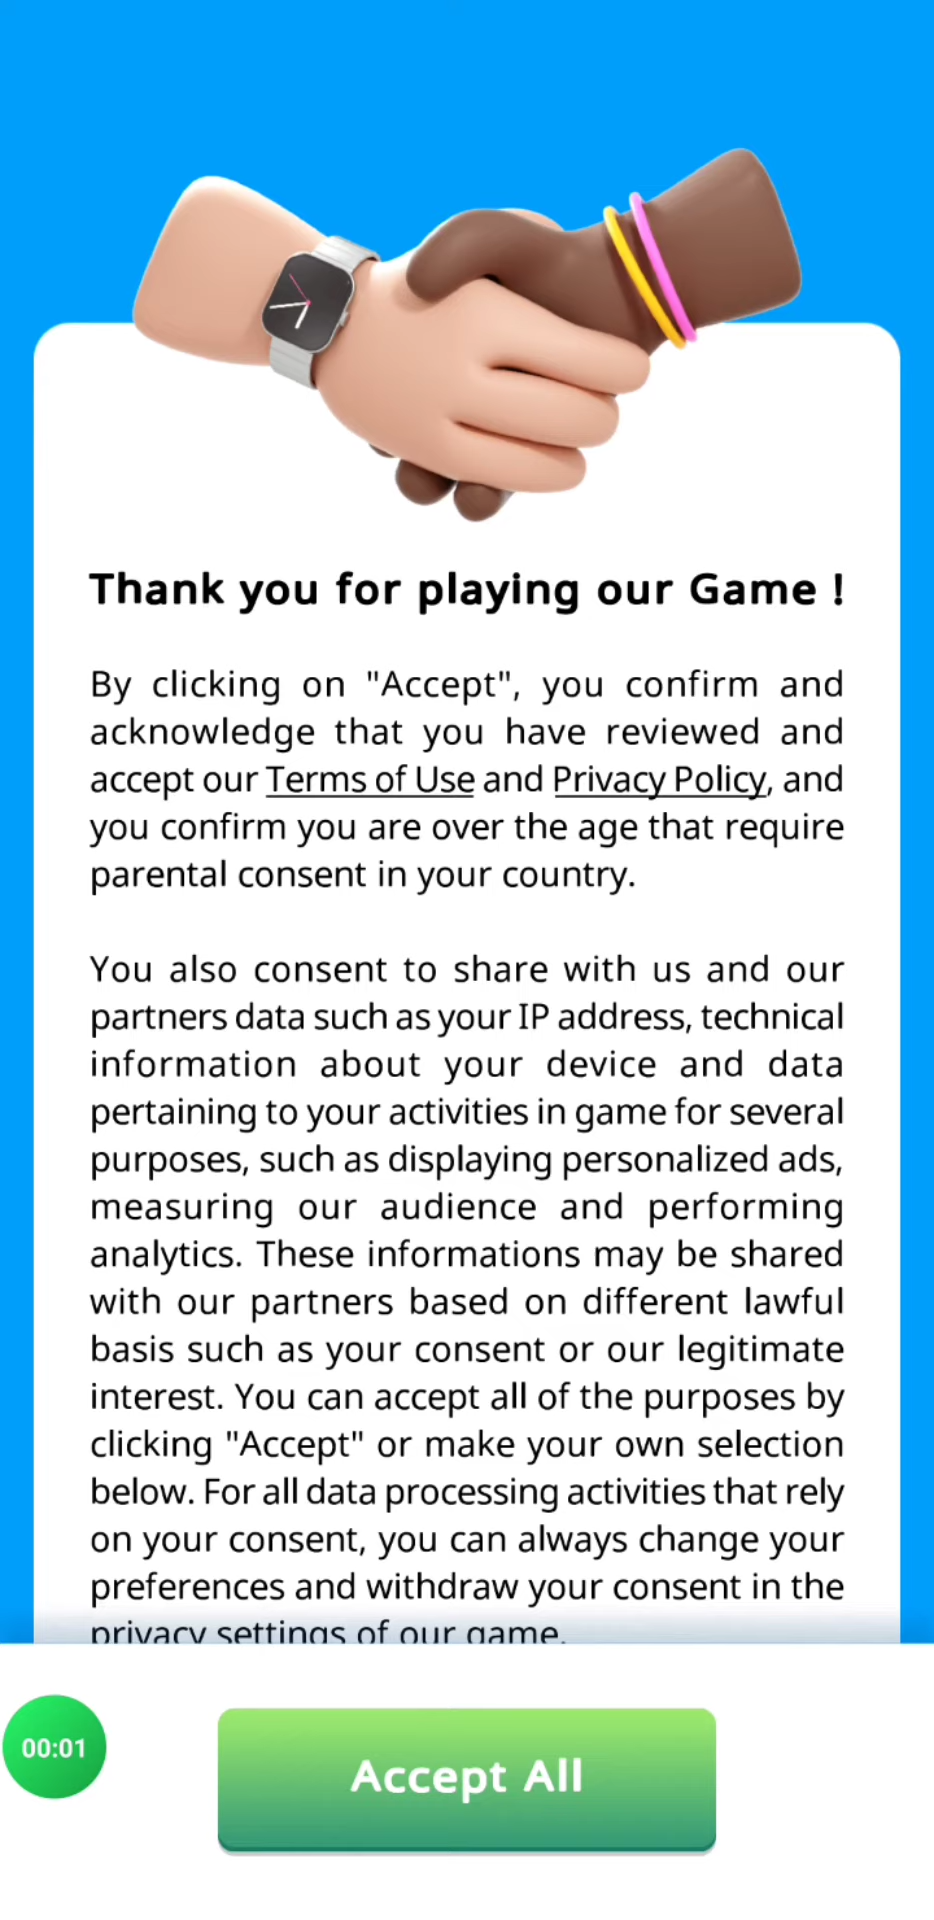 Thank you for playing our Game !
By clicking on "Accept", you confirm and
acknowledge that you have reviewed and
accept our Terms of Use and Privacy Policy, and
you confirm you are over the age that require
parental consent in your country.
You also consent to share with us and our
partners data such as your IP address, technical
information about your device and data
pertaining to your activities in game for several
purposes, such as displaying personalized ads,
measuring our audience and performing
analytics. These informations may be shared
with our partners based on different lawful
basis such as your consent or our legitimate
interest. You can accept all of the purposes by
clicking "Accept" or make your own selection
below. For all data processing activities that rely
on your consent, you can always change your
preferences and withdraw your consent in the
privacy settings of our game.
00:01
Accept All